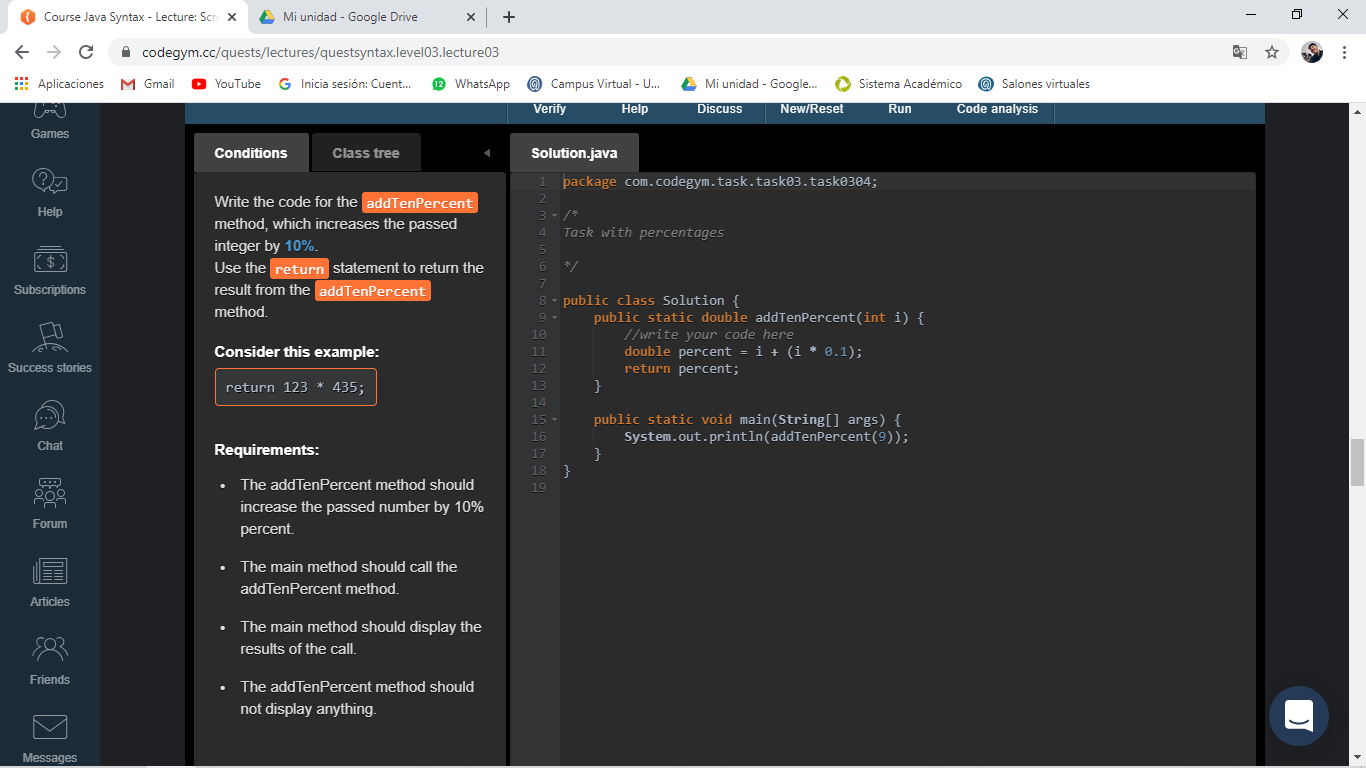 Course Java Syntax - Lecture: Scre
Mi unidad - Google Drive
codegym.cc/quests/lectures/questsyntax.level03.lecture03
Aplicaciones
Gmail
YouTube
Inicia sesión: Cuent...
12
WhatsApp
Campus Virtual - U...
Mi unidad - Google...
Sistema Académico
Salones virtuales
Games
Help
Subscriptions
Success stories
Chat
Forum
Articles
Friends
Messages
Verify
Help
Discuss
New/Reset
Run
Code analysis
Conditions
Class tree
Write the code for the addTenPercent
method, which increases the passed
integer by 10%.
Use the return statement to return the
result from the addTenPercent
method.
Consider this example:
return 123 * 435;
Requirements:
• The addTenPercent method should
increase the passed number by 10%
percent.
• The main method should call the
addTenPercent method.
• The main method should display the
results of the call.
• The addTenPercent method should
not display anything.
Solution.java
1 package com.codegym.task.task03.task0304;
2
3 /*
4 Task with percentages
5
6 */
7
8 public class Solution {
9 public static double addTenPercent(int i) {
10 //write your code here
11 double percent = i + (i * 0.1);
12 return percent;
13 }
14
15 public static void main(String[] args) {
16 System.out.println(addTenPercent(9));
17 }
18 }
19